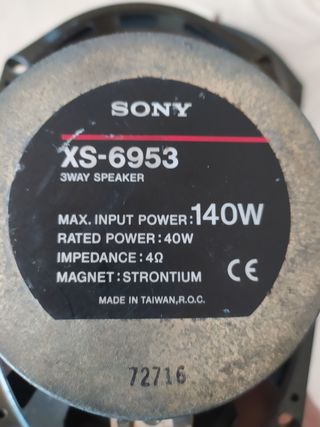 SONY
XS-6953
3WAY SPEAKER
MAX. INPUT POWER:140W
RATED POWER:40W
IMPEDANCE:4Ω
MAGNET:STRONTIUM
CE
MADE IN TAIWAN,R.O.C.
72716